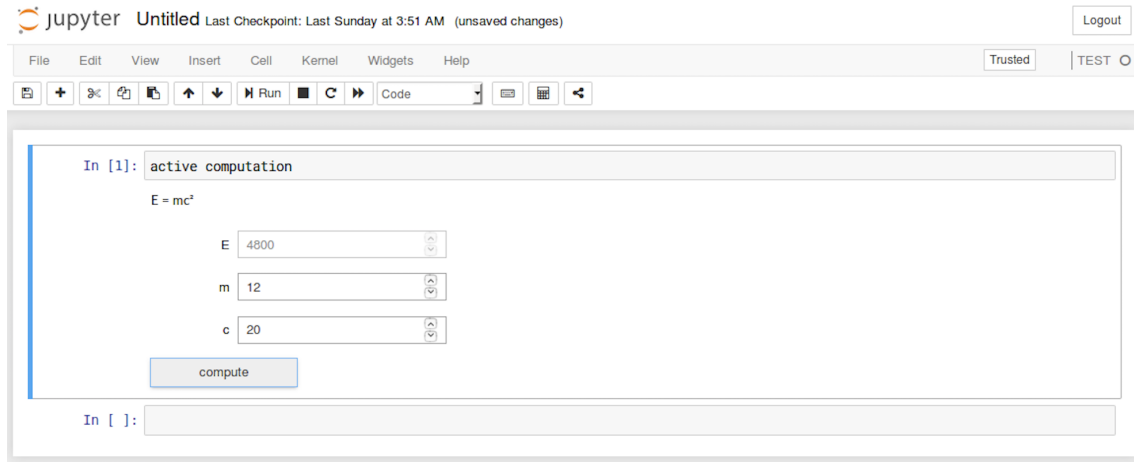 jupyter Untitled Last Checkpoint: Last Sunday at 3:51 AM (unsaved changes) Logout
File Edit View Insert Cell Kernel Widgets Help Trusted TEST
Run Code
In [1]: active computation
E = mc²
E 4800
m 12
c 20
compute
In [ ]: